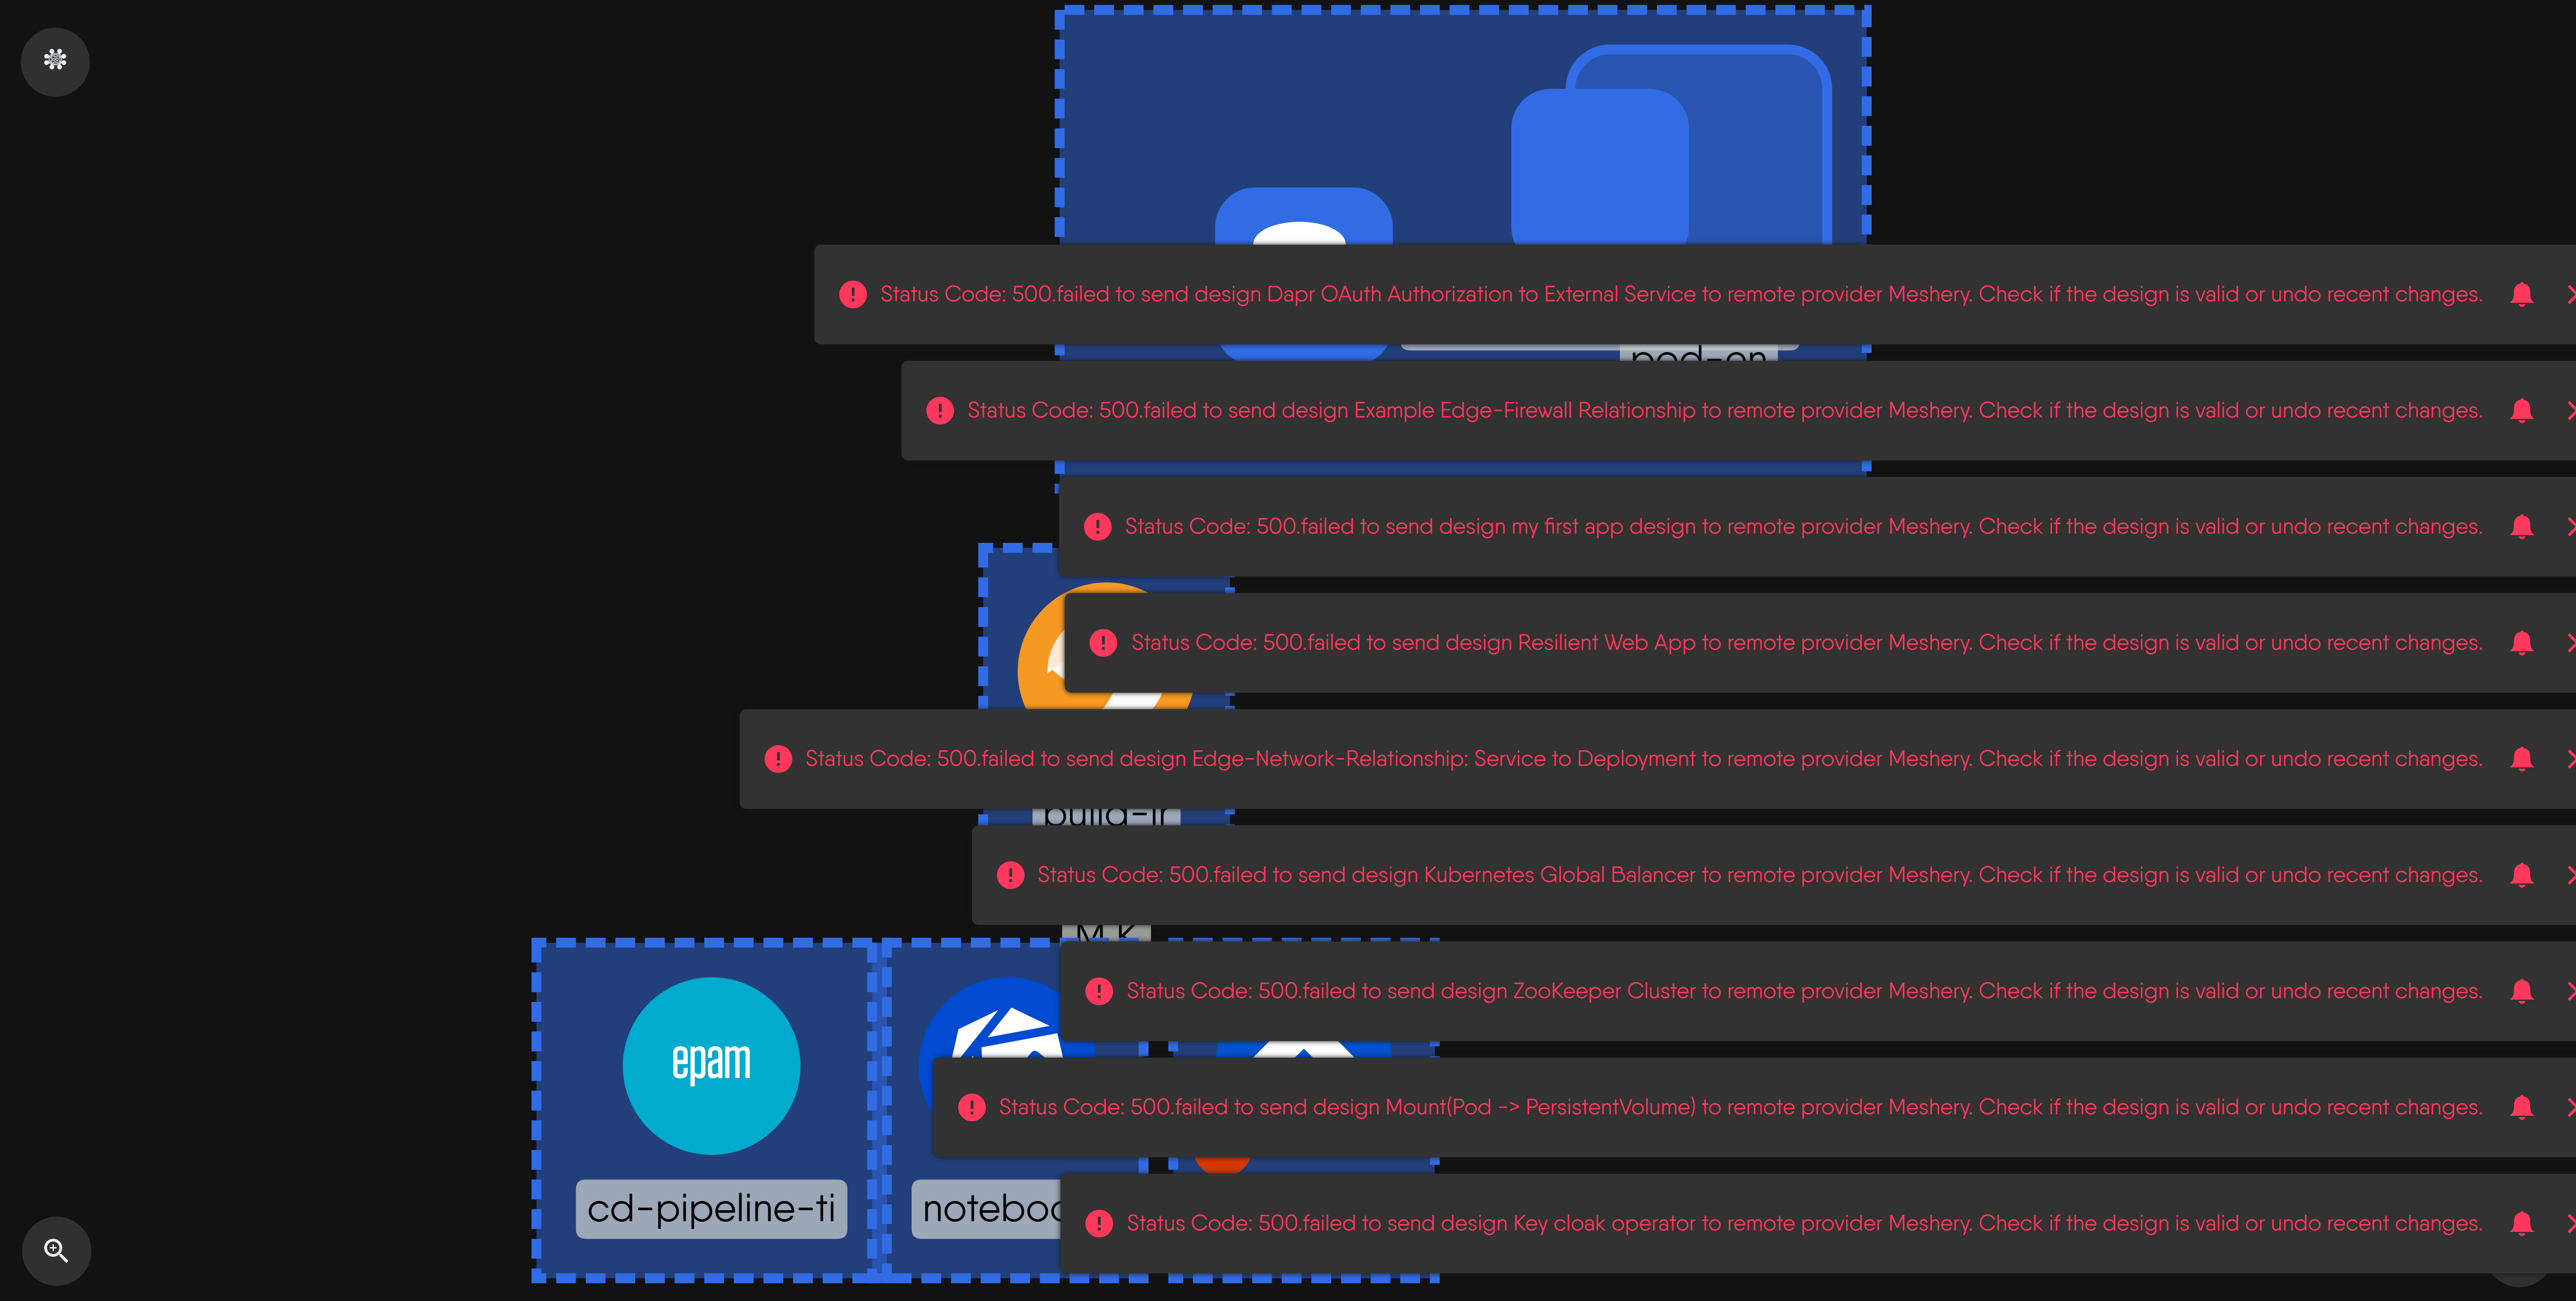 Status Code: 500.failed to send design Dapr OAuth Authorization to External Service to remote provider Meshery. Check if the design is valid or undo recent changes.
pod-en
Status Code: 500.failed to send design Example Edge-Firewall Relationship to remote provider Meshery. Check if the design is valid or undo recent changes.
Status Code: 500.failed to send design my first app design to remote provider Meshery. Check if the design is valid or undo recent changes.
Status Code: 500.failed to send design Resilient Web App to remote provider Meshery. Check if the design is valid or undo recent changes.
Status Code: 500.failed to send design Edge-Network-Relationship: Service to Deployment to remote provider Meshery. Check if the design is valid or undo recent changes.
build-ir
Status Code: 500.failed to send design Kubernetes Global Balancer to remote provider Meshery. Check if the design is valid or undo recent changes.
Status Code: 500.failed to send design ZooKeeper Cluster to remote provider Meshery. Check if the design is valid or undo recent changes.
epam
Status Code: 500.failed to send design Mount(Pod -> PersistentVolume) to remote provider Meshery. Check if the design is valid or undo recent changes.
cd-pipeline-ti
Status Code: 500.failed to send design Key cloak operator to remote provider Meshery. Check if the design is valid or undo recent changes.